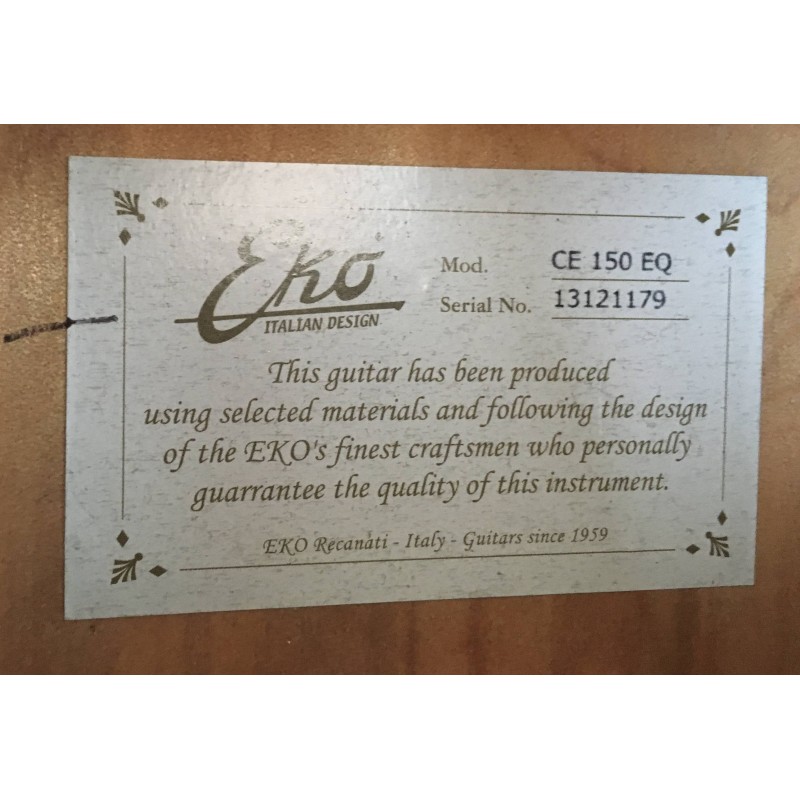 Eko
ITALIAN DESIGN
Mod. CE 150 EQ
Serial No. 13121179
This guitar has been produced
using selected materials and following the design
of the EKO's finest craftsmen who personally
guarrantee the quality of this instrument.
EKO Recanati - Italy - Guitars since 1959